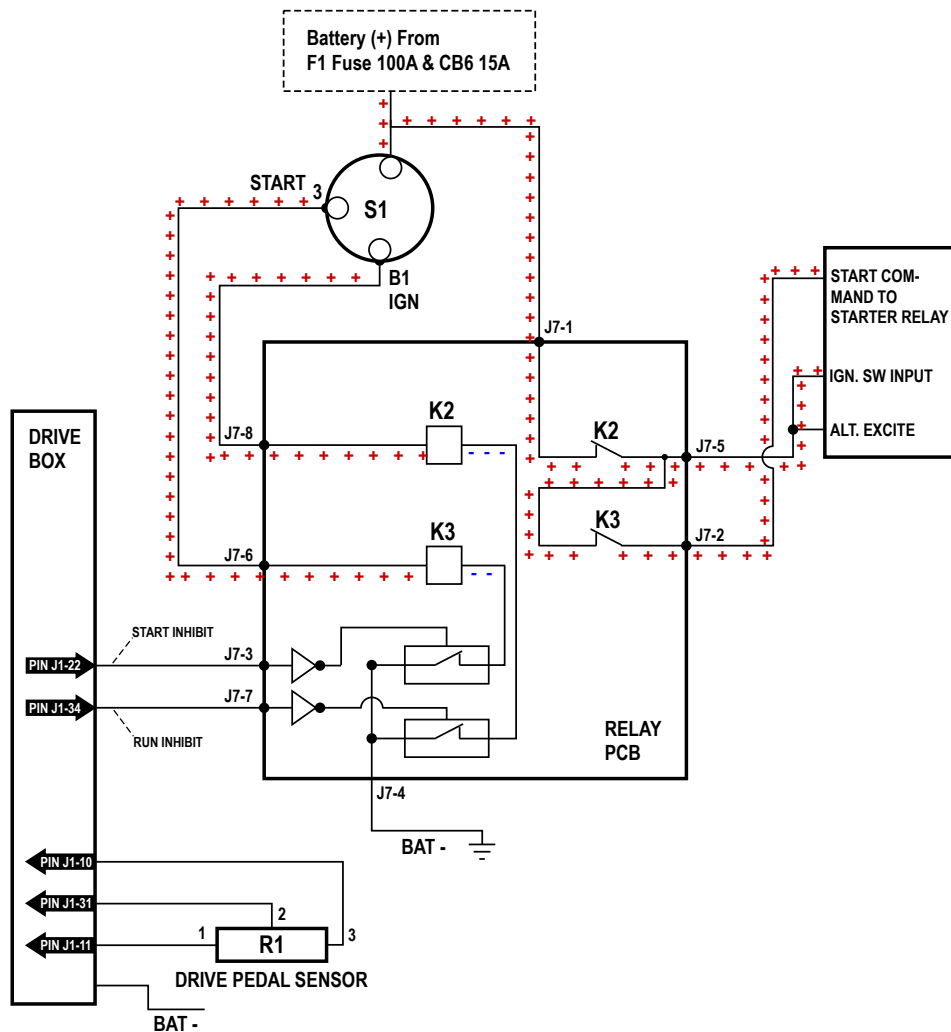 Battery (+) From
F1 Fuse 100A & CB6 15A
START
3
S1
B1
IGN
START COM-
MAND TO
STARTER RELAY
IGN. SW INPUT
ALT. EXCITE
J7-1
DRIVE
BOX
J7-8
K2
K2
J7-5
J7-6
K3
K3
J7-2
START INHIBIT
PIN J1-22
J7-3
PIN J1-34
J7-7
RUN INHIBIT
RELAY
PCB
J7-4
BAT -
PIN J1-10
PIN J1-31
2
PIN J1-11
1
R1
3
DRIVE PEDAL SENSOR
BAT -